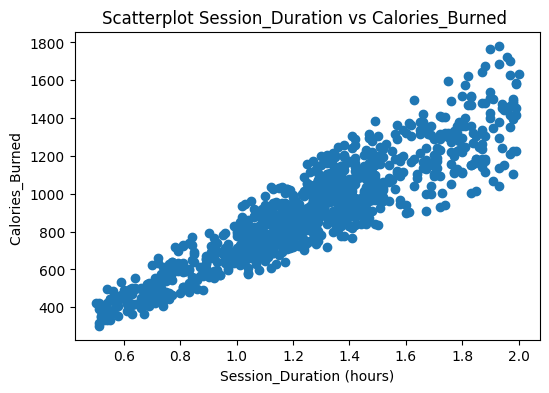 Scatterplot Session_Duration vs Calories_Burned
1800
1600
1400
1200
1000
800
600
400
Calories_Burned
0.6 0.8 1.0 1.2 1.4 1.6 1.8 2.0
Session_Duration (hours)